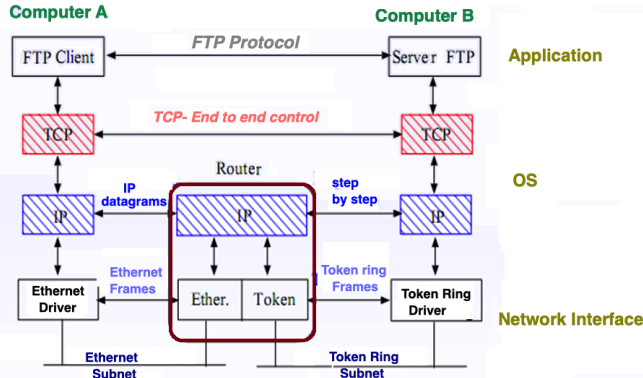 Computer A
Computer B
FTP Client
FTP Protocol
Server FTP
Application
TCP
TCP- End to end control
TCP
Router
OS
IP
IP
datagrams
IP
step
by step
IP
Ethernet
Driver
Ethernet
Frames
Ether.
Token
Token ring
Frames
Token Ring
Driver
Network Interface
Ethernet
Subnet
Token Ring
Subnet